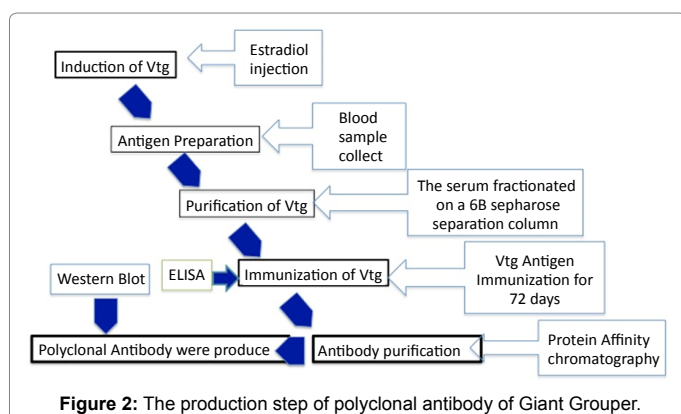 Estradiol
injection
Induction of Vtg
Blood
sample
collect
Antigen Preparation
The serum fractionated
on a 6B sepharose
separation column
Purification of Vtg
Vtg Antigen
Immunization for
72 days
Western Blot
ELISA
Immunization of Vtg
Protein Affinity
chromatography
Polyclonal Antibody were produce
Antibody purification
Figure 2: The production step of polyclonal antibody of Giant Grouper.